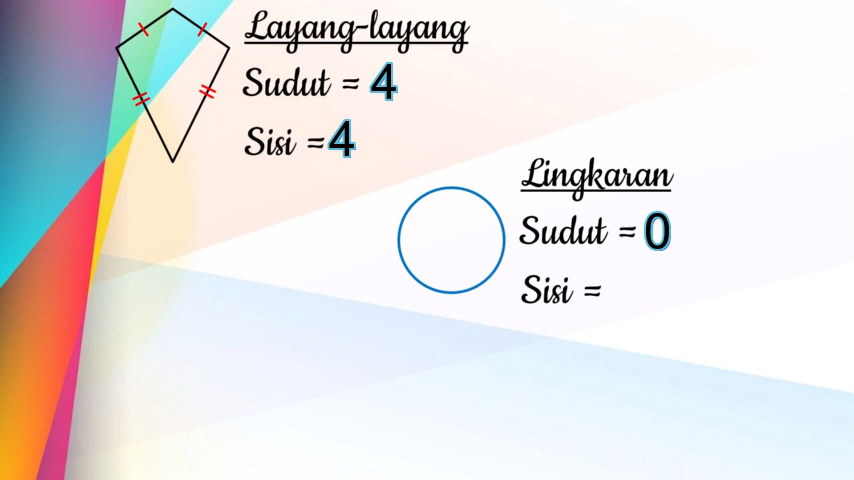 Layang-layang
Sudut = 4
Sisi =4
Lingkaran
Sudut = 0
Sisi =